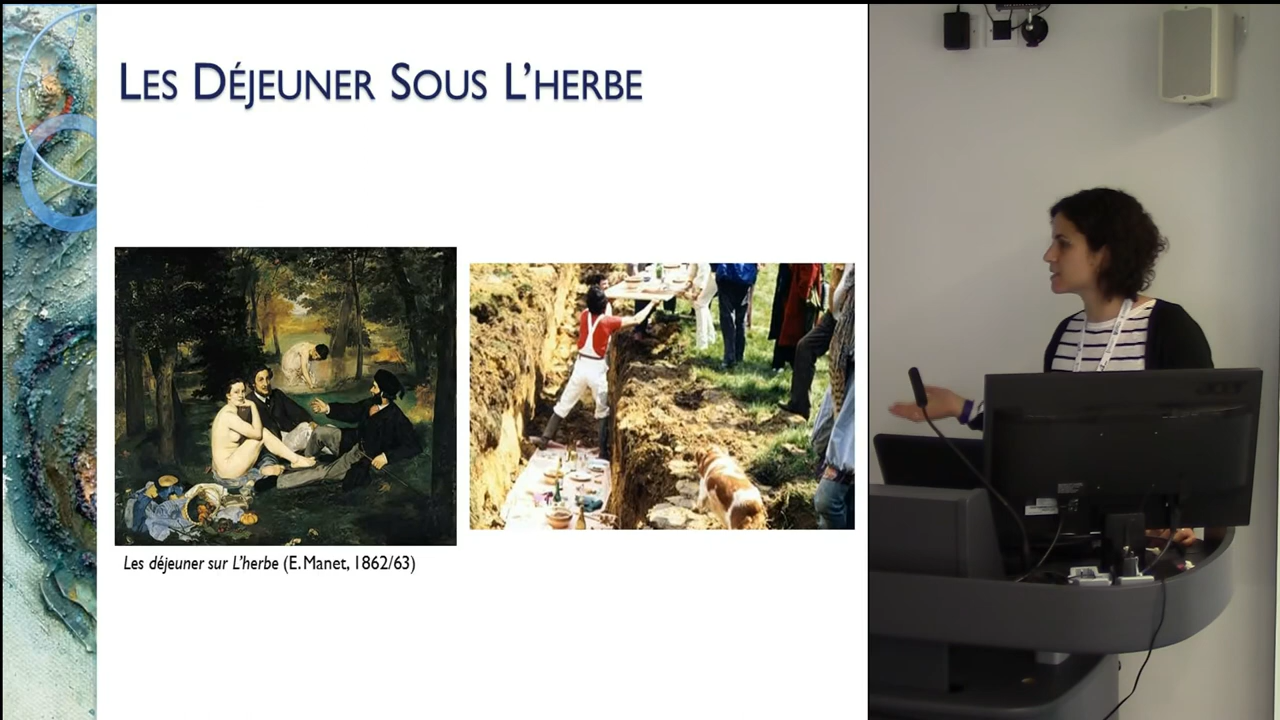 LES DÉJEUNER SOUS L'HERBE
Les déjeuner sur L'herbe (E. Manet, 1862/63)